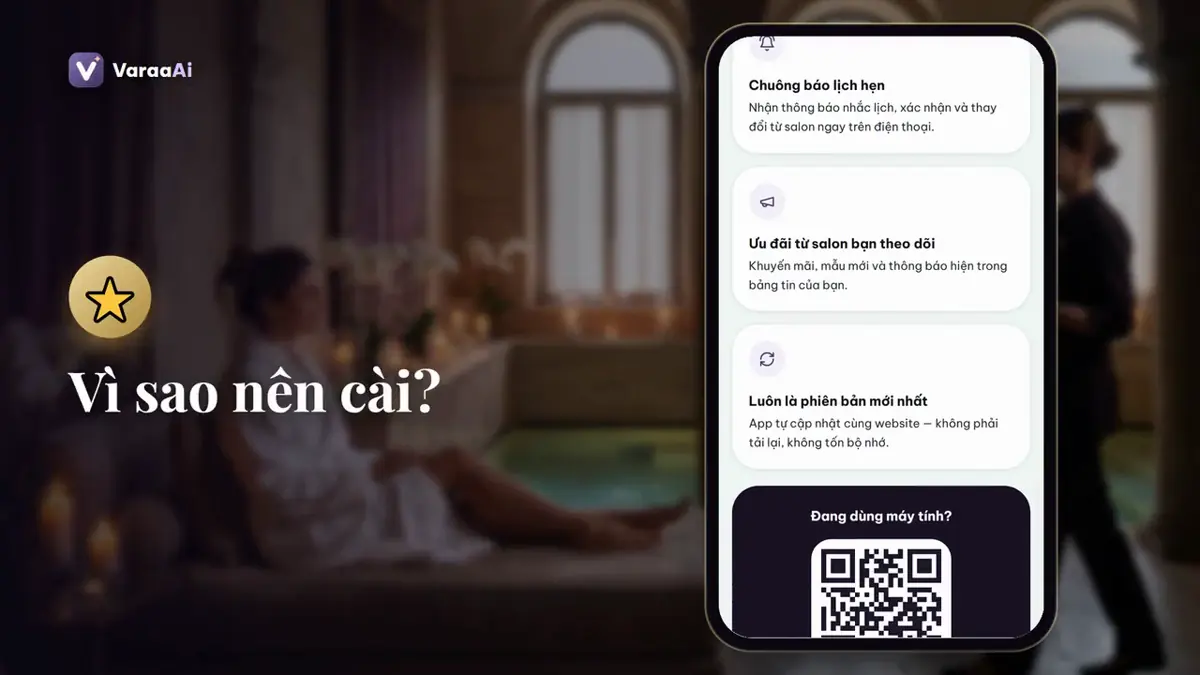 VaraaAi
Vì sao nên cài?
Chuông báo lịch hẹn
Nhận thông báo nhắc lịch, xác nhận và thay
đổi từ salon ngay trên điện thoại.
Ưu đãi từ salon bạn theo dõi
Khuyến mãi, mẫu mới và thông báo hiện trong
bảng tin của bạn.
Luôn là phiên bản mới nhất
App tự cập nhật cùng website — không phải
tải lại, không tốn bộ nhớ.
Đang dùng máy tính?